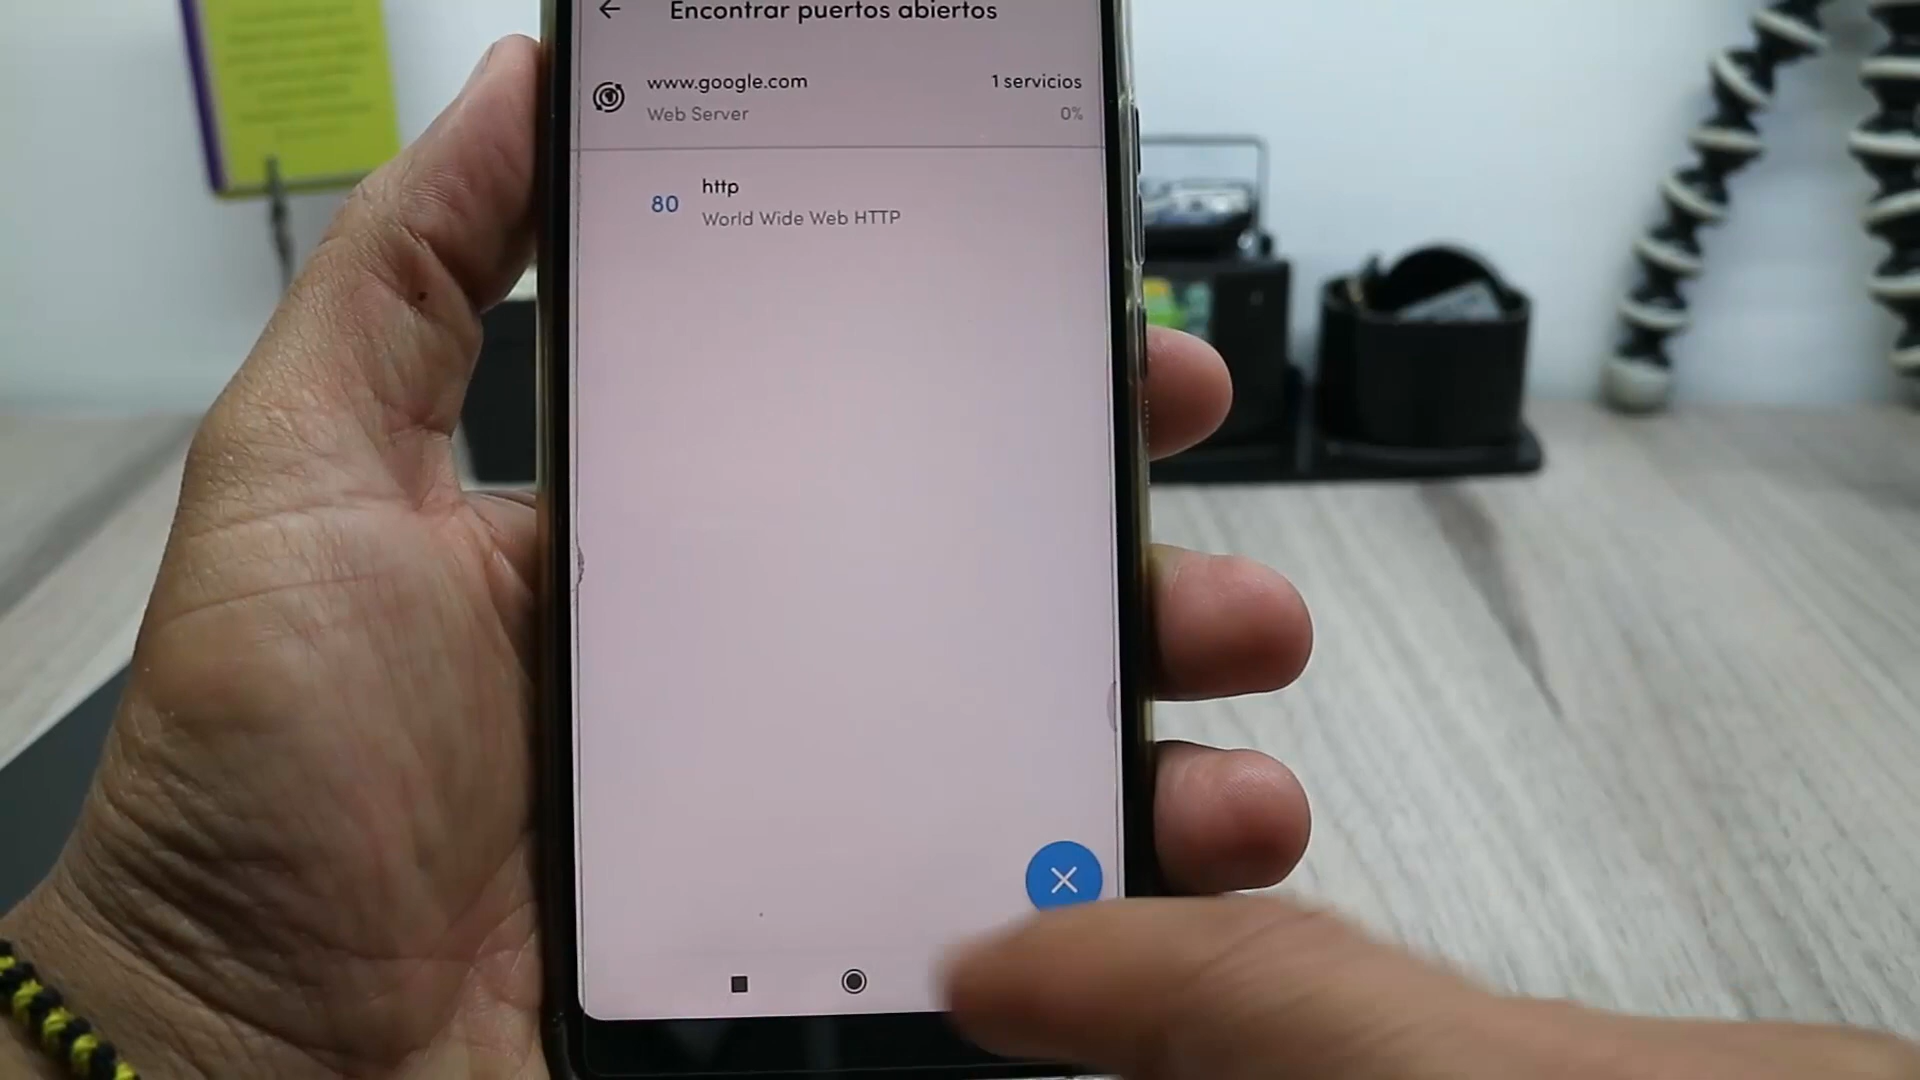 Encontrar puertos abiertos
www.google.com 1 servicios
Web Server 0%
80 http
World Wide Web HTTP